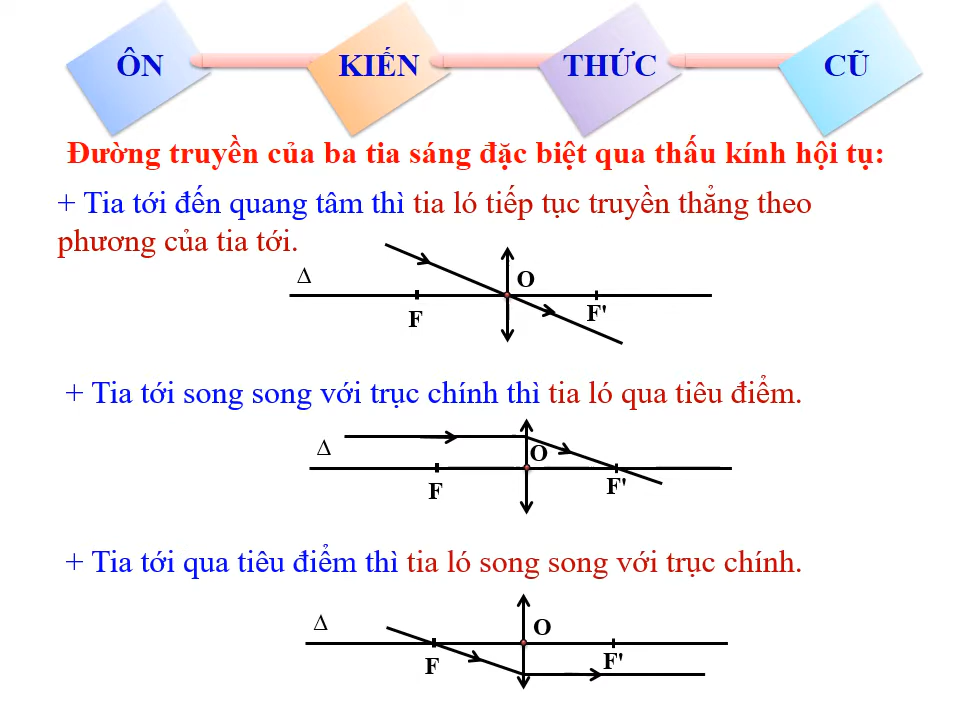 ÔN KIẾN THỨC CŨ
Đường truyền của ba tia sáng đặc biệt qua thấu kính hội tụ:
+ Tia tới đến quang tâm thì tia ló tiếp tục truyền thẳng theo
phương của tia tới.
Δ O
F F'
+ Tia tới song song với trục chính thì tia ló qua tiêu điểm.
Δ O
F F'
+ Tia tới qua tiêu điểm thì tia ló song song với trục chính.
Δ O
F F'